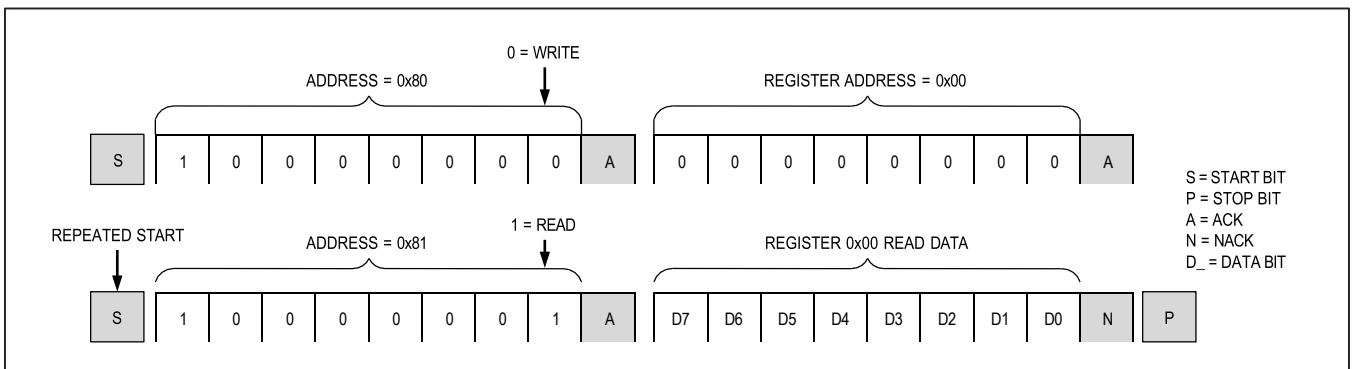 0 = WRITE
ADDRESS = 0x80
REGISTER ADDRESS = 0x00
S 1 0 0 0 0 0 0 0 A 0 0 0 0 0 0 0 0 A
S = START BIT
P = STOP BIT
A = ACK
N = NACK
D_ = DATA BIT
REPEATED START
1 = READ
ADDRESS = 0x81
REGISTER 0x00 READ DATA
S 1 0 0 0 0 0 0 1 A D7 D6 D5 D4 D3 D2 D1 D0 N P